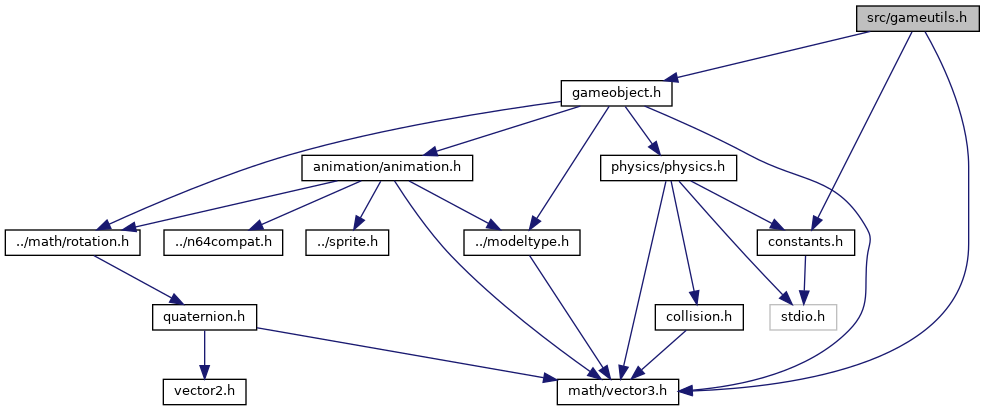 src/gameutils.h
gameobject.h
animation/animation.h
physics/physics.h
../math/rotation.h
../n64compat.h
../sprite.h
../modeltype.h
constants.h
quaternion.h
collision.h
stdio.h
vector2.h
math/vector3.h